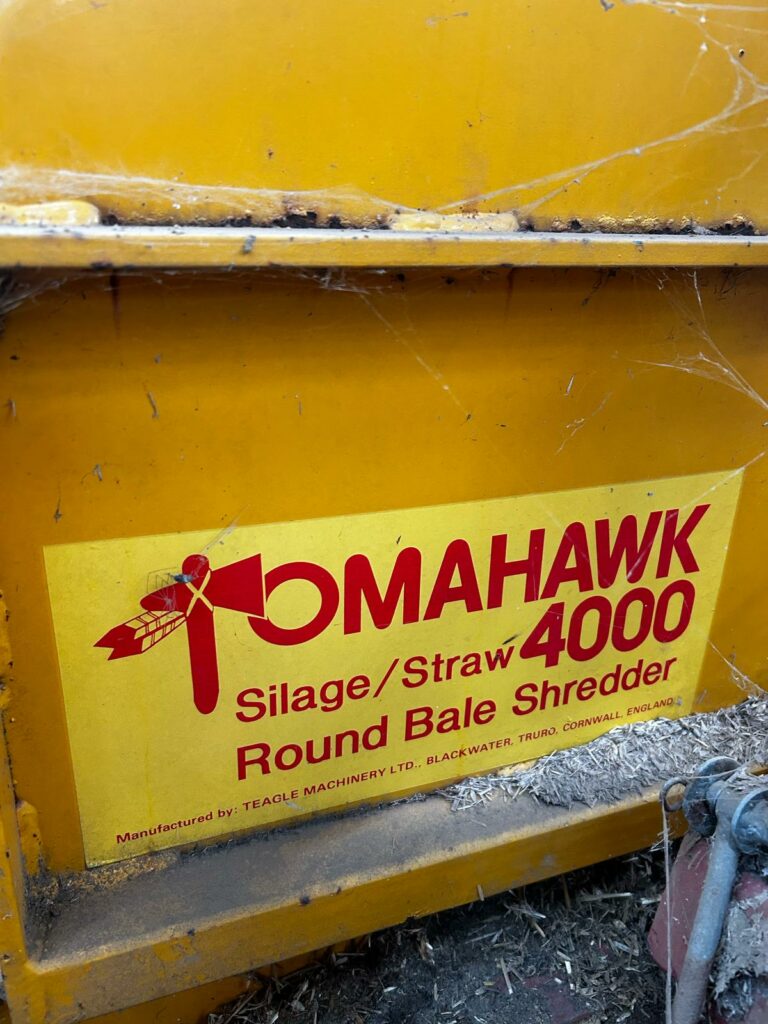 TOMAHAWK
4000
Silage/Straw
Round Bale Shredder
Manufactured by: TEAGLE MACHINERY LTD., BLACKWATER, TRURO, CORNWALL, ENGLAND.